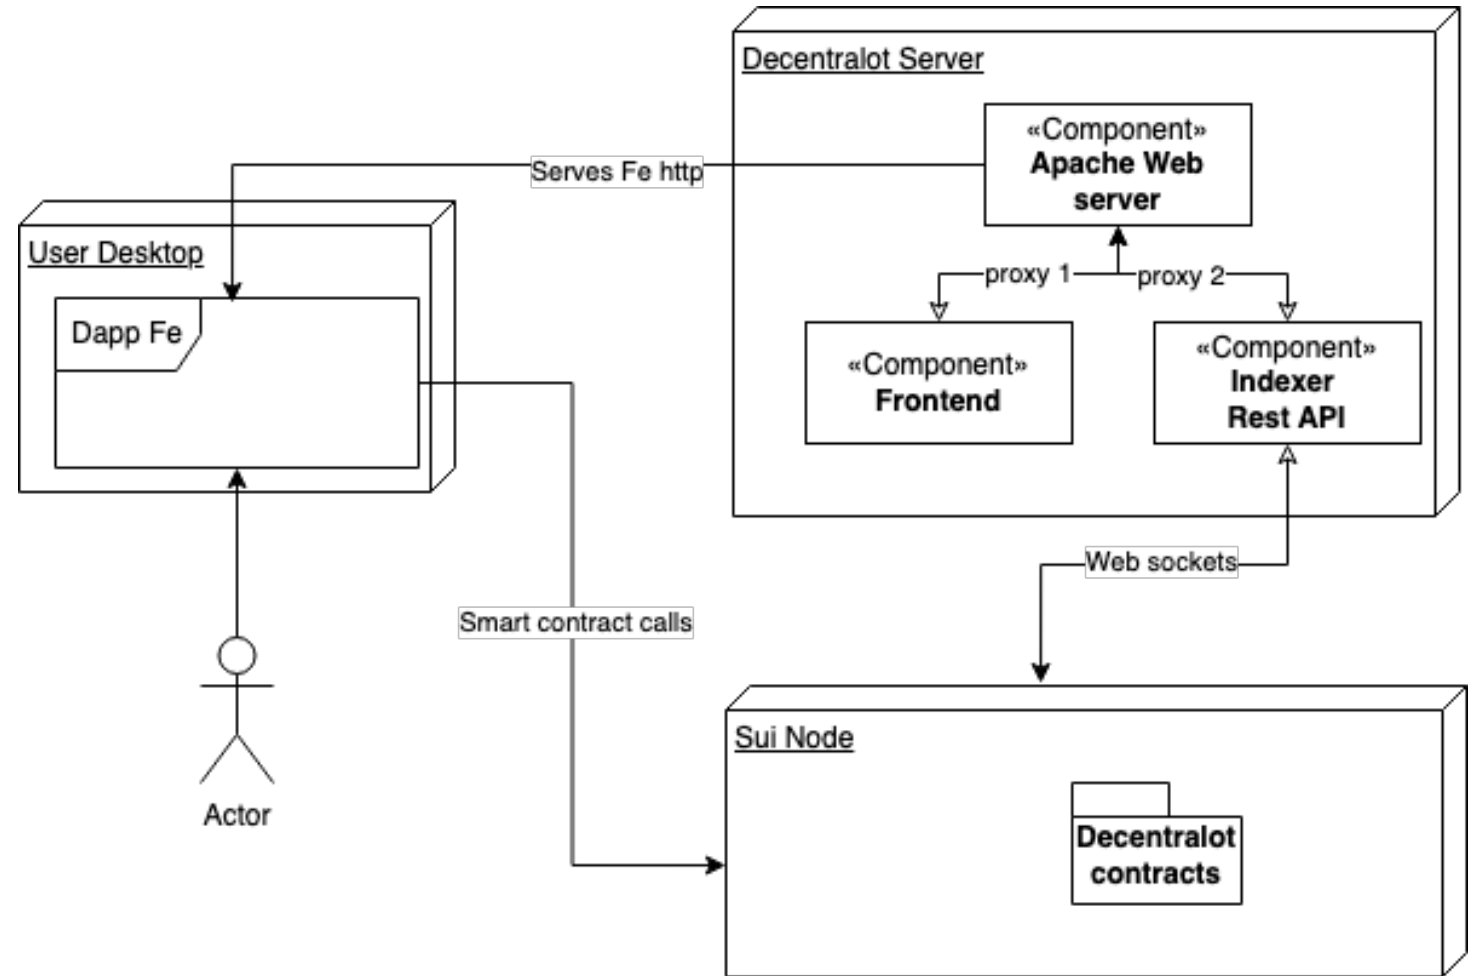 Decentralot Server
«Component»
Apache Web
server
Serves Fe http
User Desktop
Dapp Fe
proxy 1
proxy 2
«Component»
Frontend
«Component»
Indexer
Rest API
Web sockets
Smart contract calls
Actor
Sui Node
Decentralot
contracts